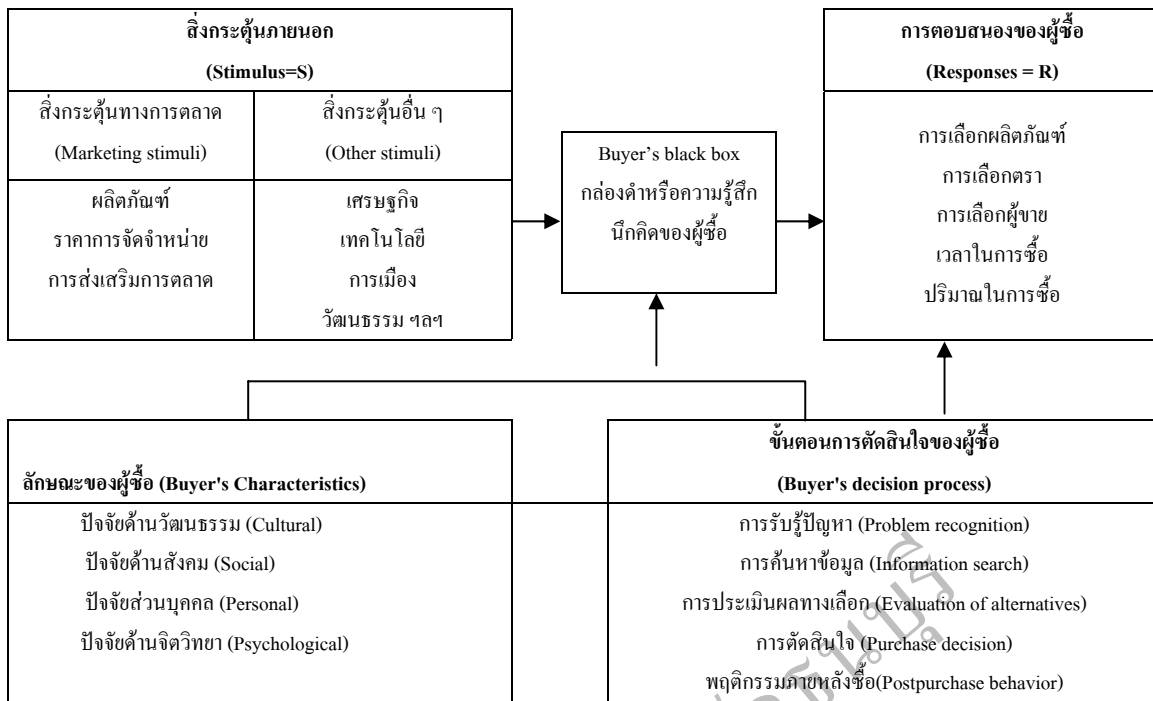 สิ่งกระตุ้นภายนอก
(Stimulus=S)
สิ่งกระตุ้นทางการตลาด
(Marketing stimuli)
สิ่งกระตุ้นอื่น ๆ
(Other stimuli)
ผลิตภัณฑ์
ราคาการจัดจำหน่าย
การส่งเสริมการตลาด
เศรษฐกิจ
เทคโนโลยี
การเมือง
วัฒนธรรม ฯลฯ
Buyer's black box
กล่องดำหรือความรู้สึก
นึกคิดของผู้ซื้อ
การตอบสนองของผู้ซื้อ
(Responses = R)
การเลือกผลิตภัณฑ์
การเลือกตรา
การเลือกผู้ขาย
เวลาในการซื้อ
ปริมาณในการซื้อ
ลักษณะของผู้ซื้อ (Buyer's Characteristics)
ปัจจัยด้านวัฒนธรรม (Cultural)
ปัจจัยด้านสังคม (Social)
ปัจจัยส่วนบุคคล (Personal)
ปัจจัยด้านจิตวิทยา (Psychological)
ขั้นตอนการตัดสินใจของผู้ซื้อ
(Buyer's decision process)
การรับรู้ปัญหา (Problem recognition)
การค้นหาข้อมูล (Information search)
การประเมินผลทางเลือก (Evaluation of alternatives)
การตัดสินใจ (Purchase decision)
พฤติกรรมภายหลังซื้อ(Postpurchase behavior)